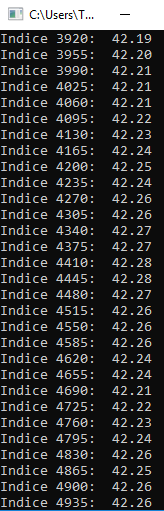 C:\Users\T...
Indice 3920:  42.19
Indice 3955:  42.20
Indice 3990:  42.21
Indice 4025:  42.21
Indice 4060:  42.21
Indice 4095:  42.22
Indice 4130:  42.23
Indice 4165:  42.24
Indice 4200:  42.25
Indice 4235:  42.24
Indice 4270:  42.26
Indice 4305:  42.26
Indice 4340:  42.27
Indice 4375:  42.27
Indice 4410:  42.28
Indice 4445:  42.28
Indice 4480:  42.27
Indice 4515:  42.26
Indice 4550:  42.26
Indice 4585:  42.26
Indice 4620:  42.24
Indice 4655:  42.24
Indice 4690:  42.21
Indice 4725:  42.22
Indice 4760:  42.23
Indice 4795:  42.24
Indice 4830:  42.26
Indice 4865:  42.25
Indice 4900:  42.26
Indice 4935:  42.26